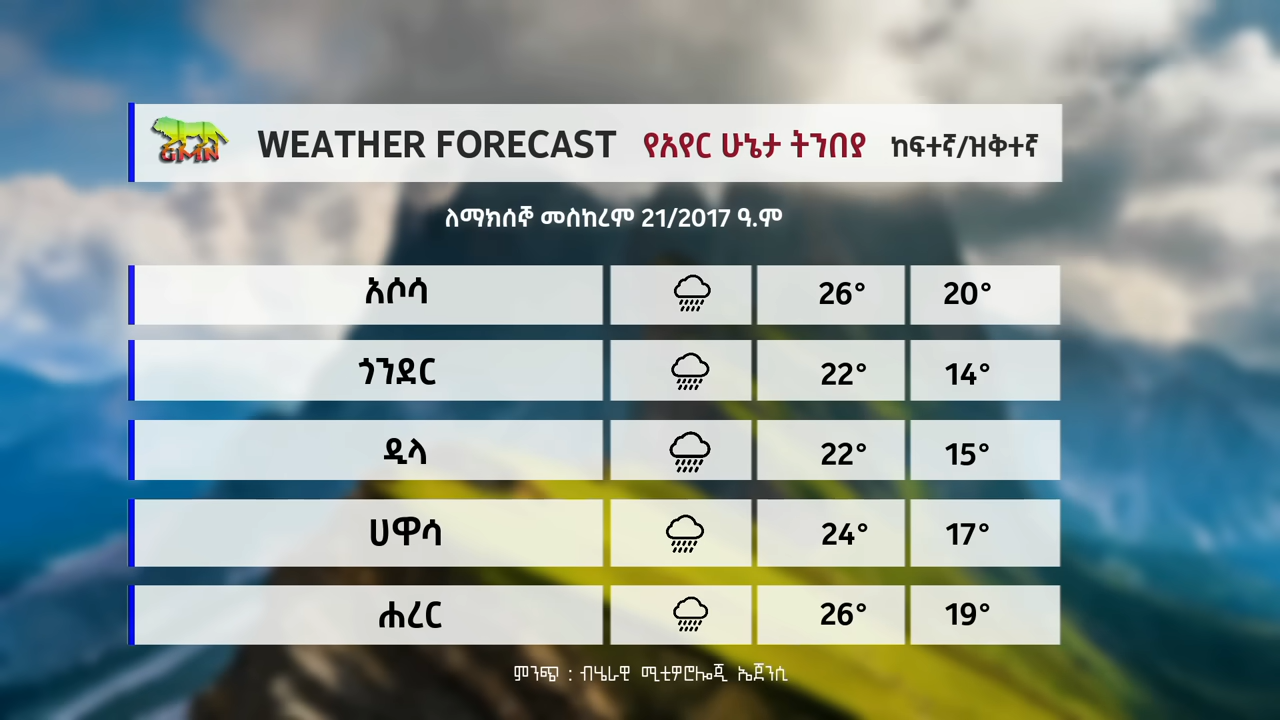 GMN WEATHER FORECAST የአየር ሁኔታ ትንበያ ከፍተኛ/ዝቅተኛ
ለማክሰኞ መስከረም 21/2017 ዓ.ም
አሶሳ 26° 20°
ጎንደር 22° 14°
ዲላ 22° 15°
ሀዋሳ 24° 17°
ሐረር 26° 19°
ምንጭ : ብሄራዊ ሚቲዎሮሎጂ ኤጀንሲ